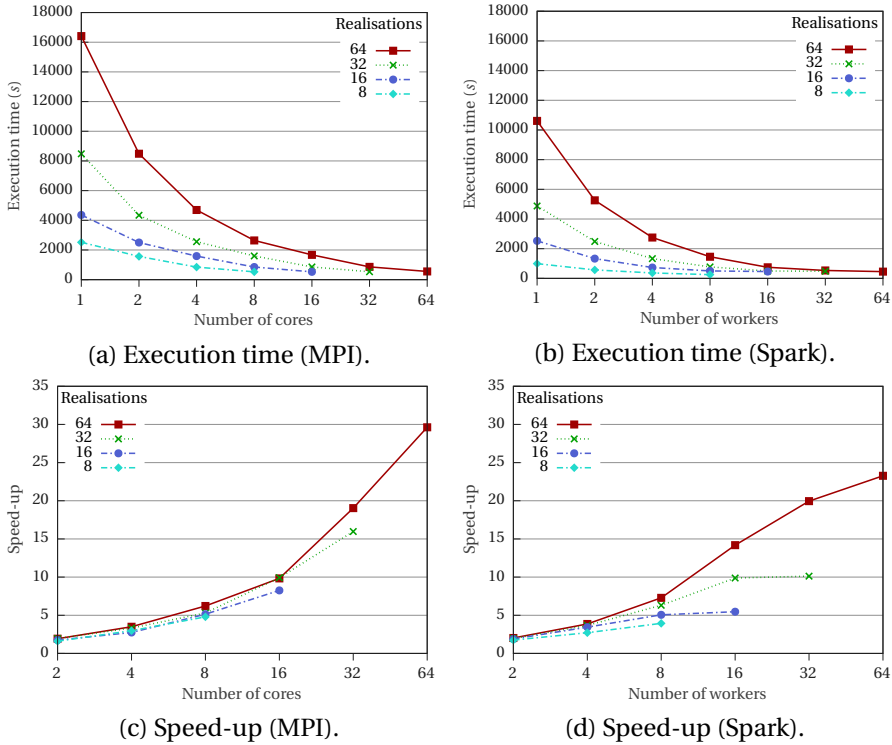 Realisations
64
32
16
8
18000
16000
14000
12000
10000
8000
6000
4000
2000
0
Execution time (s)
1 2 4 8 16 32 64
Number of cores
(a) Execution time (MPI).
Realisations
64
32
16
8
18000
16000
14000
12000
10000
8000
6000
4000
2000
0
Execution time (s)
1 2 4 8 16 32 64
Number of workers
(b) Execution time (Spark).
Realisations
64
32
16
8
35
30
25
20
15
10
5
0
Speed-up
2 4 8 16 32 64
Number of cores
(c) Speed-up (MPI).
Realisations
64
32
16
8
35
30
25
20
15
10
5
0
Speed-up
2 4 8 16 32 64
Number of workers
(d) Speed-up (Spark).